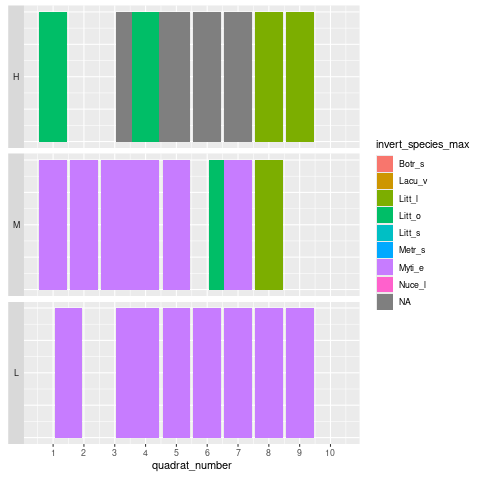 H
M
L
1 2 3 4 5 6 7 8 9 10
quadrat_number
invert_species_max
Botr_s
Lacu_v
Litt_l
Litt_o
Litt_s
Metr_s
Myti_e
Nuce_l
NA